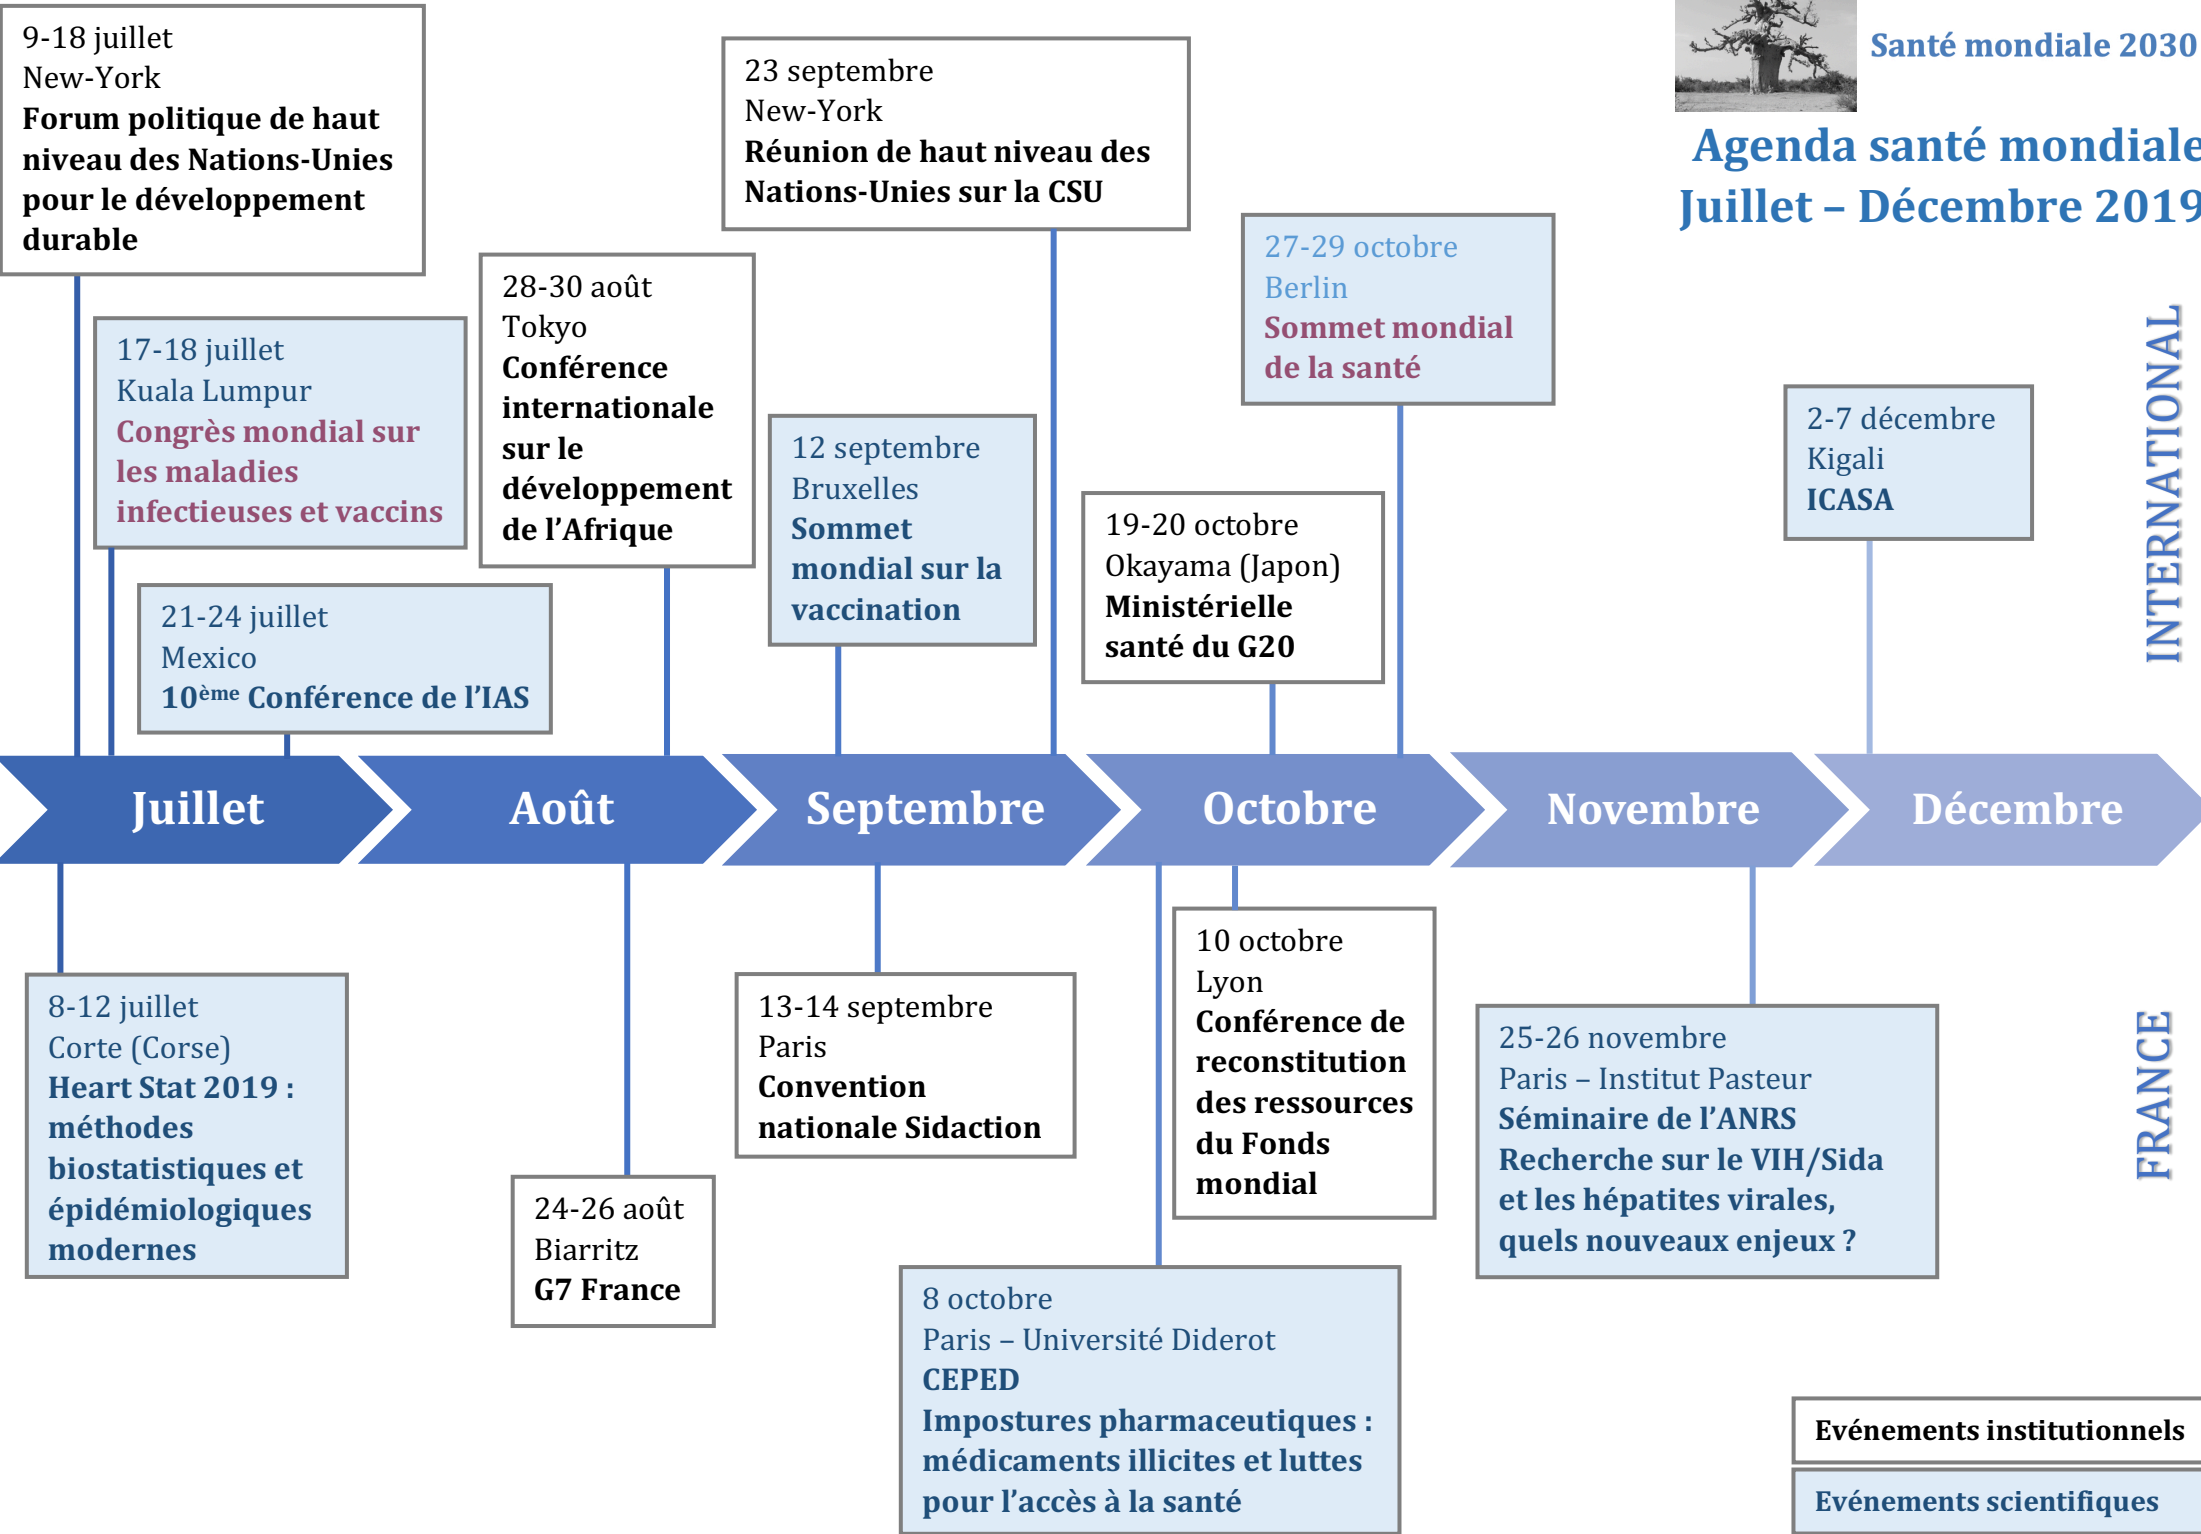 Santé mondiale 2030
Agenda santé mondiale
Juillet – Décembre 2019
9-18 juillet
New-York
Forum politique de haut
niveau des Nations-Unies
pour le développement
durable
23 septembre
New-York
Réunion de haut niveau des
Nations-Unies sur la CSU
27-29 octobre
Berlin
Sommet mondial
de la santé
28-30 août
Tokyo
Conférence
internationale
sur le
développement
de l’Afrique
17-18 juillet
Kuala Lumpur
Congrès mondial sur
les maladies
infectieuses et vaccins
12 septembre
Bruxelles
Sommet
mondial sur la
vaccination
2-7 décembre
Kigali
ICASA
19-20 octobre
Okayama (Japon)
Ministérielle
santé du G20
21-24 juillet
Mexico
10ème Conférence de l’IAS
INTERNATIONAL
Juillet
Août
Septembre
Octobre
Novembre
Décembre
8-12 juillet
Corte (Corse)
Heart Stat 2019 :
méthodes
biostatistiques et
épidémiologiques
modernes
24-26 août
Biarritz
G7 France
13-14 septembre
Paris
Convention
nationale Sidaction
8 octobre
Paris – Université Diderot
CEPED
Impostures pharmaceutiques :
médicaments illicites et luttes
pour l’accès à la santé
10 octobre
Lyon
Conférence de
reconstitution
des ressources
du Fonds
mondial
25-26 novembre
Paris – Institut Pasteur
Séminaire de l’ANRS
Recherche sur le VIH/Sida
et les hépatites virales,
quels nouveaux enjeux ?
FRANCE
Evénements institutionnels
Evénements scientifiques